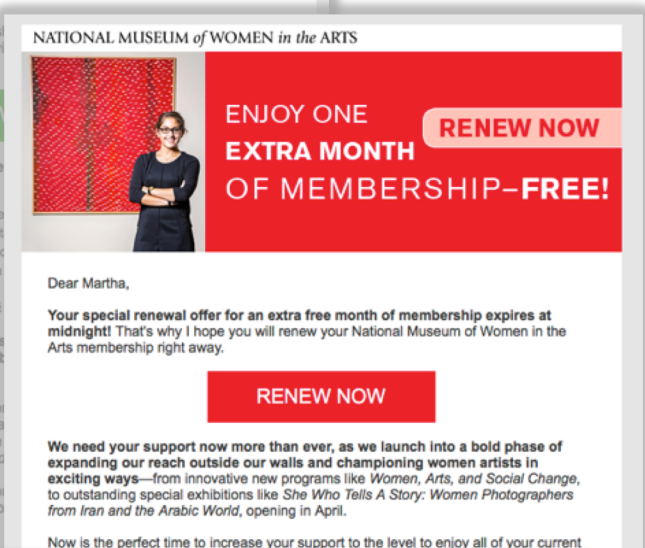 NATIONAL MUSEUM of WOMEN in the ARTS
ENJOY ONE
EXTRA MONTH
RENEW NOW
OF MEMBERSHIP–FREE!
Dear Martha,
Your special renewal offer for an extra free month of membership expires at
midnight! That's why I hope you will renew your National Museum of Women in the
Arts membership right away.
RENEW NOW
We need your support now more than ever, as we launch into a bold phase of
expanding our reach outside our walls and championing women artists in
exciting ways—from innovative new programs like Women, Arts, and Social Change,
to outstanding special exhibitions like She Who Tells A Story: Women Photographers
from Iran and the Arabic World, opening in April.
Now is the perfect time to increase your support to the level to enjoy all of your current